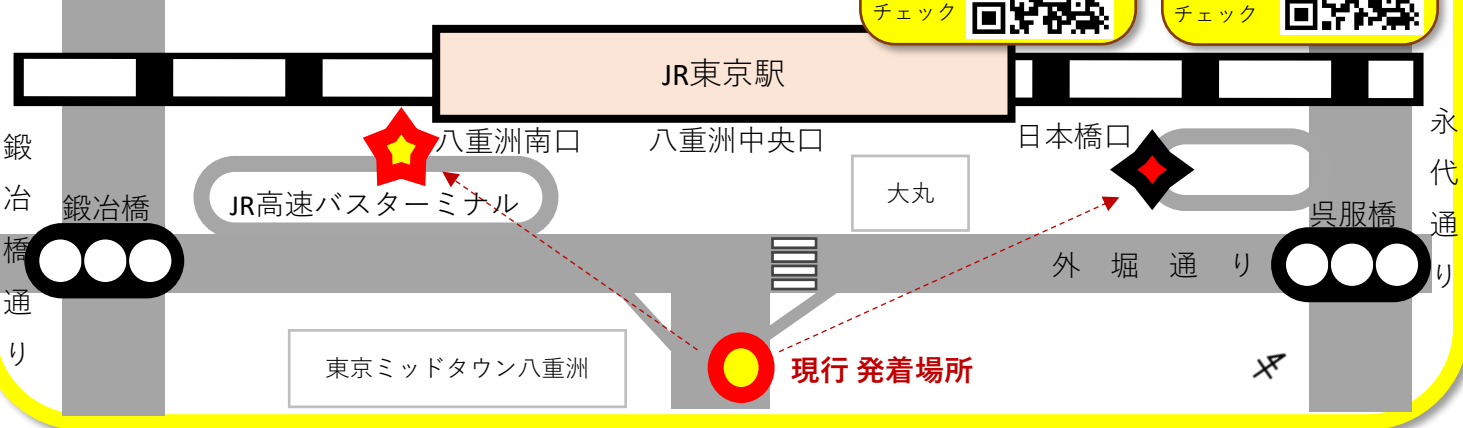 チェック
チェック
JR東京駅
八重洲南口
八重洲中央口
日本橋口
鍛冶橋通り
永代通り
大丸
JR高速バスターミナル
鍛冶橋
呉服橋
外堀通り
東京ミッドタウン八重洲
現行 発着場所